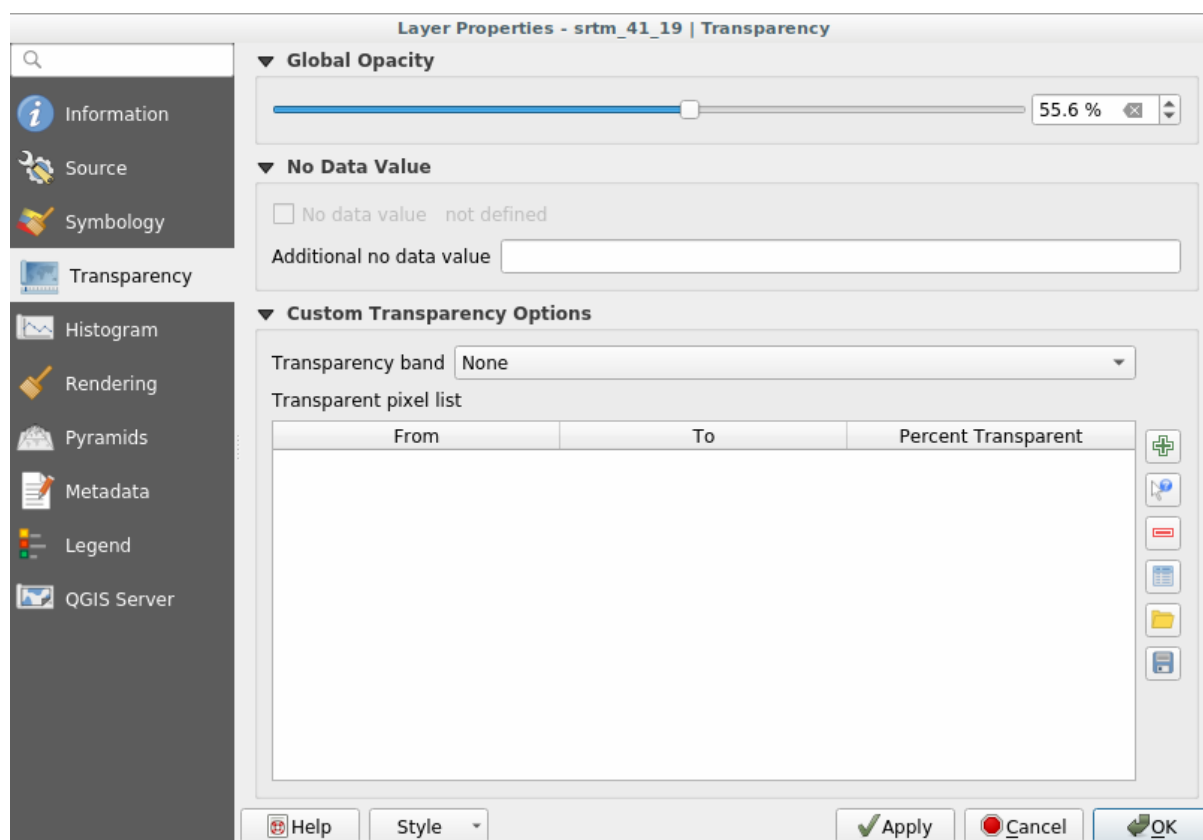 Layer Properties - srtm_41_19 | Transparency
Global Opacity
Information
55.6 %
Source
No Data Value
Symbology
No data value not defined
Additional no data value
Transparency
Custom Transparency Options
Histogram
Transparency band None
Rendering
Transparent pixel list
Pyramids
From To Percent Transparent
Metadata
Legend
QGIS Server
Help Style Apply Cancel OK